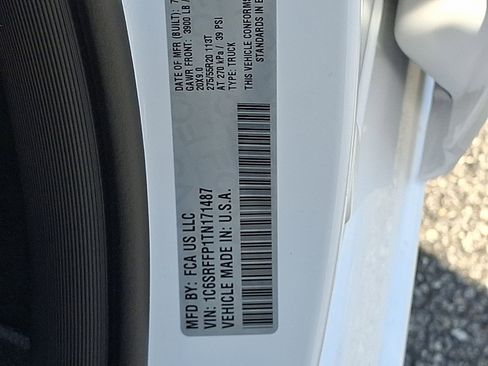 MFD BY: FCA US LLC
DATE OF MFR (BUILT): 7
GAWR FRONT: 3900 LB
20X9.0
275/55R20 113T
AT 270 kPa / 39 PSI
TYPE: TRUCK
THIS VEHICLE CONFORMS
STANDARDS IN
VIN: 1C6SRFFP1TN171487
VEHICLE MADE IN: U.S.A.